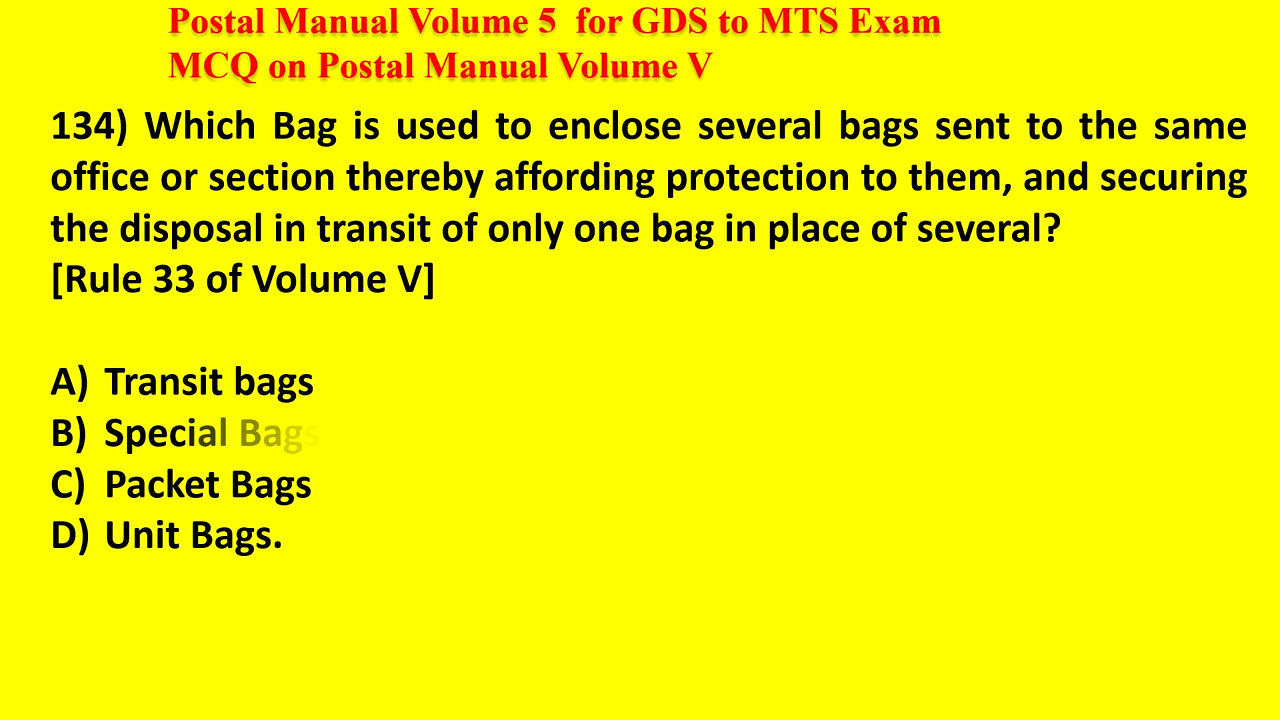 Postal Manual Volume 5 for GDS to MTS Exam
MCQ on Postal Manual Volume V
134) Which Bag is used to enclose several bags sent to the same
office or section thereby affording protection to them, and securing
the disposal in transit of only one bag in place of several?
[Rule 33 of Volume V]
A) Transit bags
B) Special Bags
C) Packet Bags
D) Unit Bags.